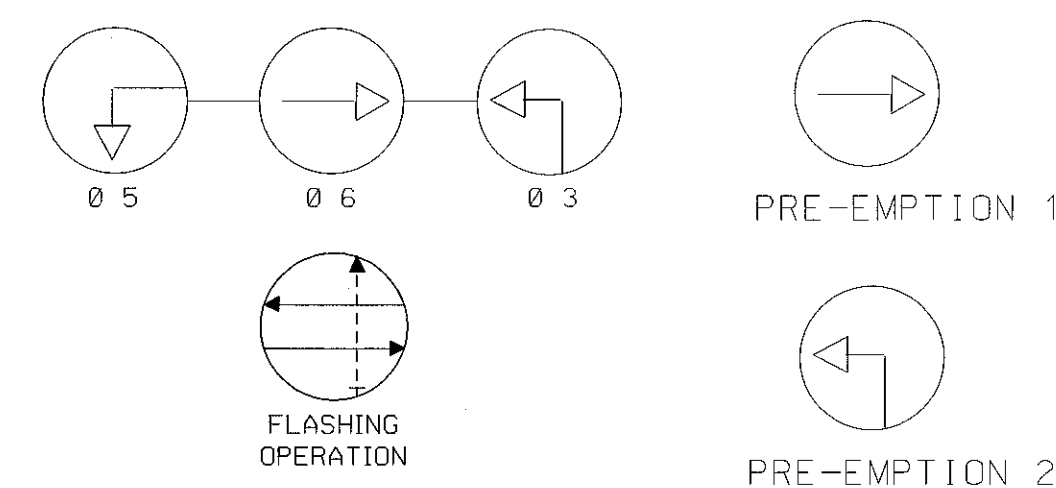 Ø 5
Ø 6
Ø 3
PRE-EMPTION 1
FLASHING
OPERATION
PRE-EMPTION 2